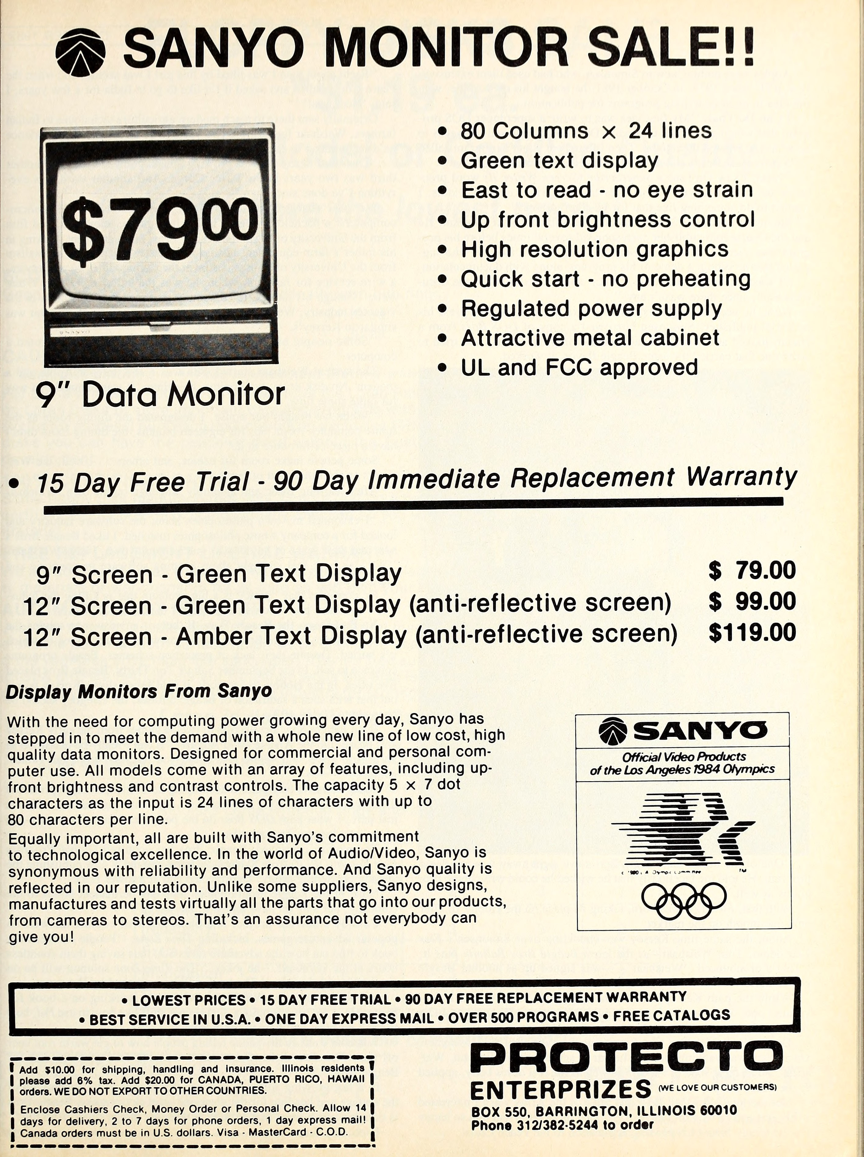 SANYO MONITOR SALE!!
$79⁰⁰
9" Data Monitor
• 80 Columns x 24 lines
• Green text display
• East to read - no eye strain
• Up front brightness control
• High resolution graphics
• Quick start - no preheating
• Regulated power supply
• Attractive metal cabinet
• UL and FCC approved
• 15 Day Free Trial - 90 Day Immediate Replacement Warranty
9" Screen - Green Text Display $ 79.00
12" Screen - Green Text Display (anti-reflective screen) $ 99.00
12" Screen - Amber Text Display (anti-reflective screen) $119.00
Display Monitors From Sanyo
With the need for computing power growing every day, Sanyo has
stepped in to meet the demand with a whole new line of low cost, high
quality data monitors. Designed for commercial and personal com-
puter use. All models come with an array of features, including up-
front brightness and contrast controls. The capacity 5 x 7 dot
characters as the input is 24 lines of characters with up to
80 characters per line.
Equally important, all are built with Sanyo's commitment
to technological excellence. In the world of Audio/Video, Sanyo is
synonymous with reliability and performance. And Sanyo quality is
reflected in our reputation. Unlike some suppliers, Sanyo designs,
manufactures and tests virtually all the parts that go into our products,
from cameras to stereos. That's an assurance not everybody can
give you!
SANYO
Official Video Products
of the Los Angeles 1984 Olympics
TM
• LOWEST PRICES • 15 DAY FREE TRIAL • 90 DAY FREE REPLACEMENT WARRANTY
• BEST SERVICE IN U.S.A. • ONE DAY EXPRESS MAIL • OVER 500 PROGRAMS • FREE CATALOGS
Add $10.00 for shipping, handling and insurance. Illinois residents
please add 6% tax. Add $20.00 for CANADA, PUERTO RICO, HAWAII
orders. WE DO NOT EXPORT TO OTHER COUNTRIES.
Enclose Cashiers Check, Money Order or Personal Check. Allow 14
days for delivery, 2 to 7 days for phone orders, 1 day express mail!
Canada orders must be in U.S. dollars. Visa - MasterCard - C.O.D.
PROTECTO
ENTERPRIZES (WE LOVE OUR CUSTOMERS)
BOX 550, BARRINGTON, ILLINOIS 60010
Phone 312/382-5244 to order